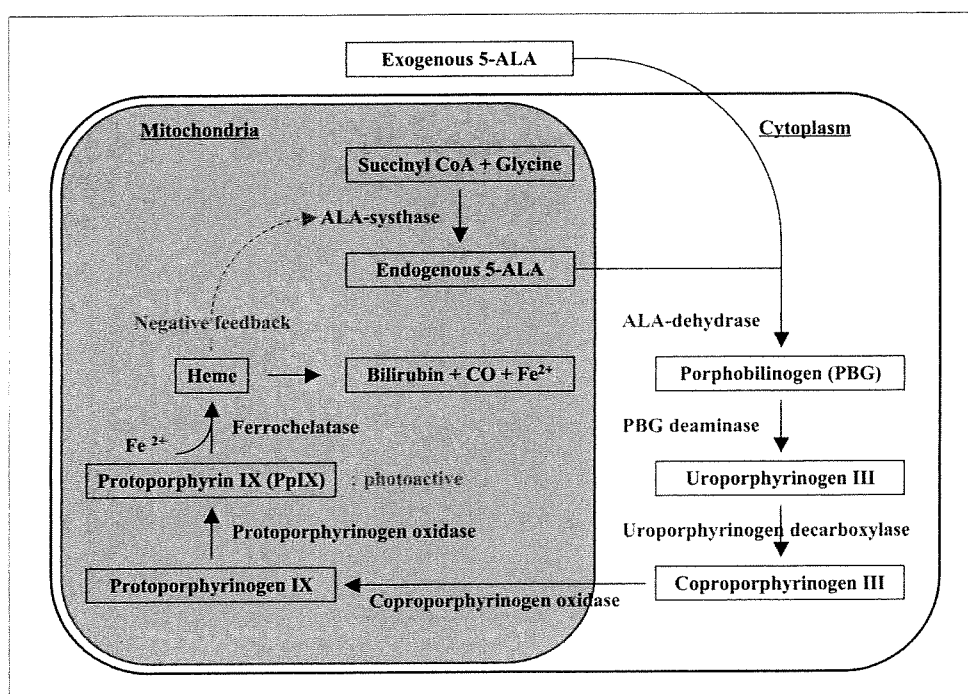 Exogenous 5-ALA
Mitochondria
Cytoplasm
Succinyl CoA + Glycine
ALA-systhase
Endogenous 5-ALA
Negative feedback
ALA-dehydrase
Heme
Bilirubin + CO + Fe²⁺
Porphobilinogen (PBG)
Fe ²⁺
Ferrochelatase
PBG deaminase
Protoporphyrin IX (PpIX)
: photoactive
Uroporphyrinogen III
Protoporphyrinogen oxidase
Uroporphyrinogen decarboxylase
Protoporphyrinogen IX
Coproporphyrinogen oxidase
Coproporphyrinogen III